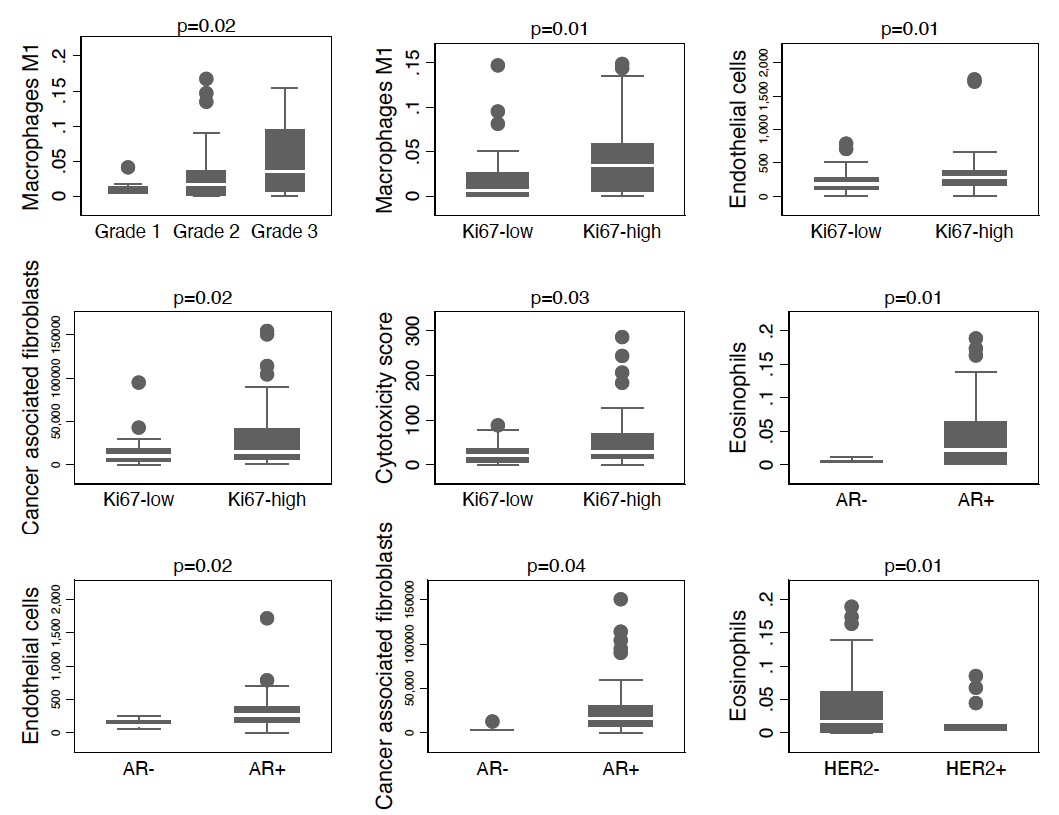 p=0.02
Macrophages M1
0 .05 .1 .15 .2
Grade 1 Grade 2 Grade 3
p=0.01
Macrophages M1
0 .05 .1 .15
Ki67-low Ki67-high
p=0.01
Endothelial cells
0 500 1,000 1,500 2,000
Ki67-low Ki67-high
p=0.02
Cancer asociated fibroblasts
0 50,000 100000 150000
Ki67-low Ki67-high
p=0.03
Cytotoxicity score
0 100 200 300
Ki67-low Ki67-high
p=0.01
Eosinophils
0 .05 .1 .15 .2
AR- AR+
p=0.02
Endothelial cells
0 500 1,000 1,500 2,000
AR- AR+
p=0.04
Cancer associated fibroblasts
0 50,000 100000 150000
AR- AR+
p=0.01
Eosinophils
0 .05 .1 .15 .2
HER2- HER2+